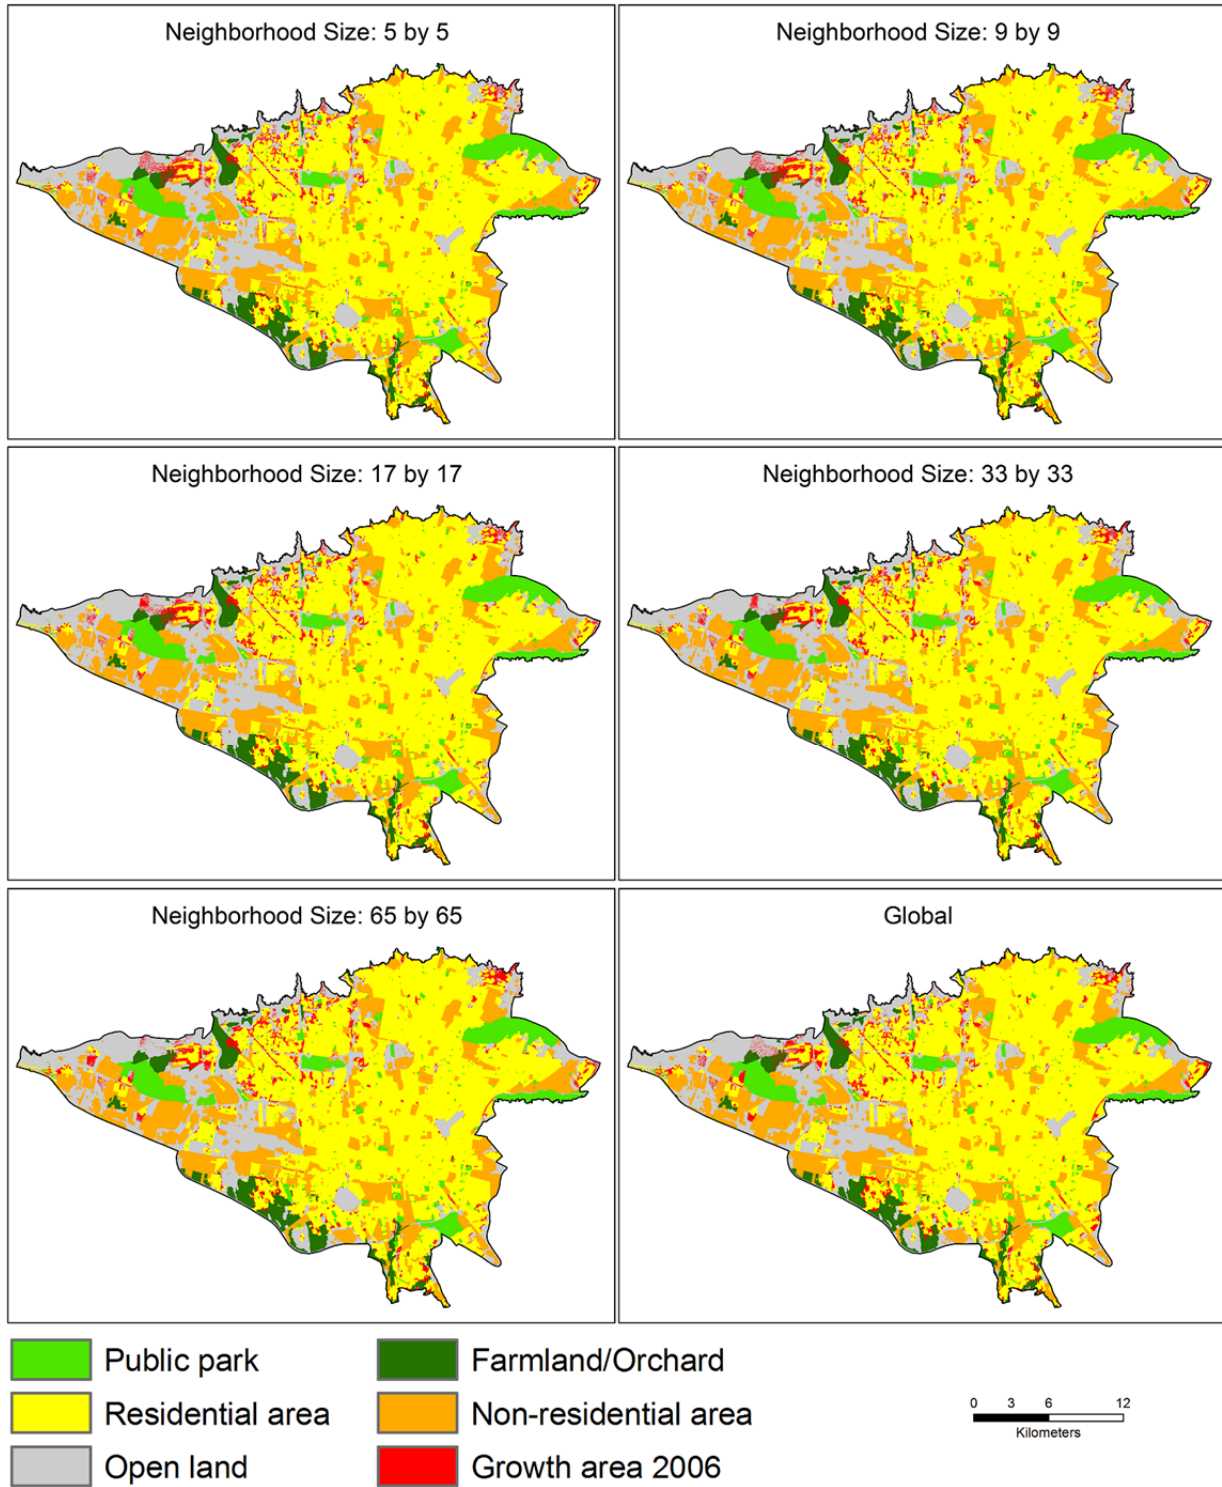 Neighborhood Size: 5 by 5
Neighborhood Size: 9 by 9
Neighborhood Size: 17 by 17
Neighborhood Size: 33 by 33
Neighborhood Size: 65 by 65
Global
Public park
Farmland/Orchard
Residential area
Non-residential area
Open land
Growth area 2006
0 3 6 12
Kilometers